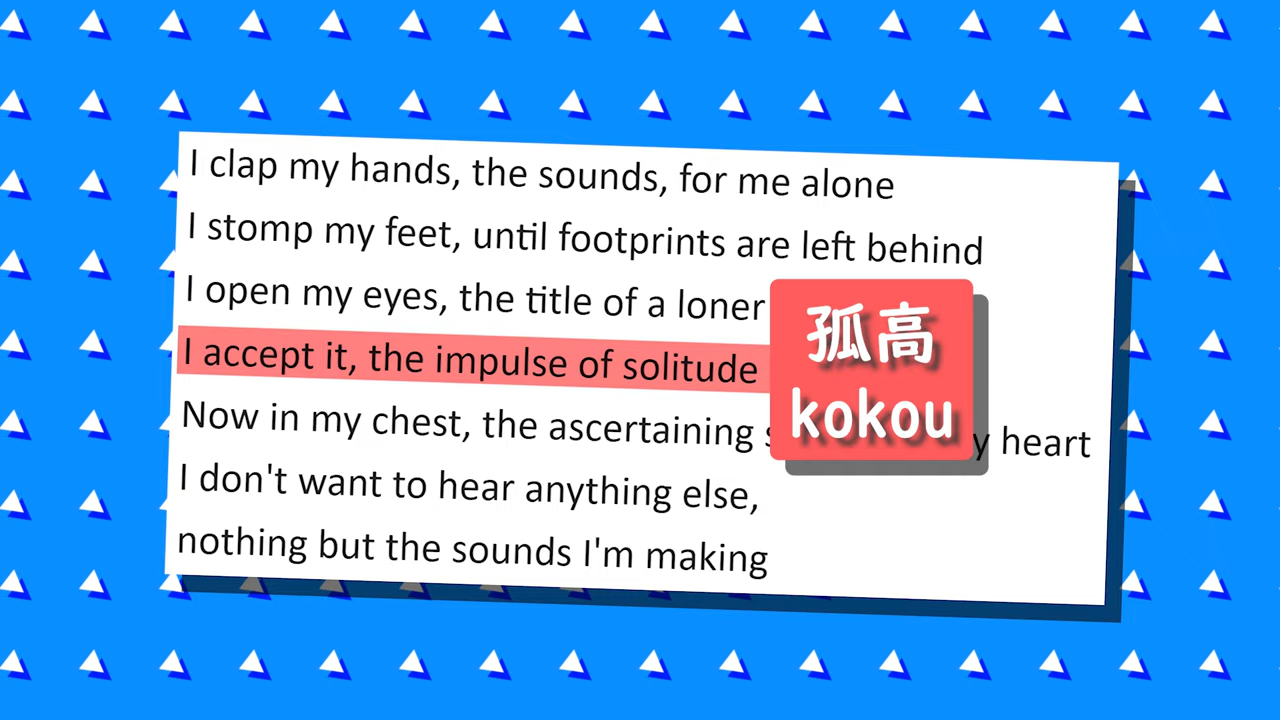 I clap my hands, the sounds, for me alone
I stomp my feet, until footprints are left behind
I open my eyes, the title of a loner
I accept it, the impulse of solitude
孤高
kokou
Now in my chest, the ascertaining heart
I don't want to hear anything else,
nothing but the sounds I'm making